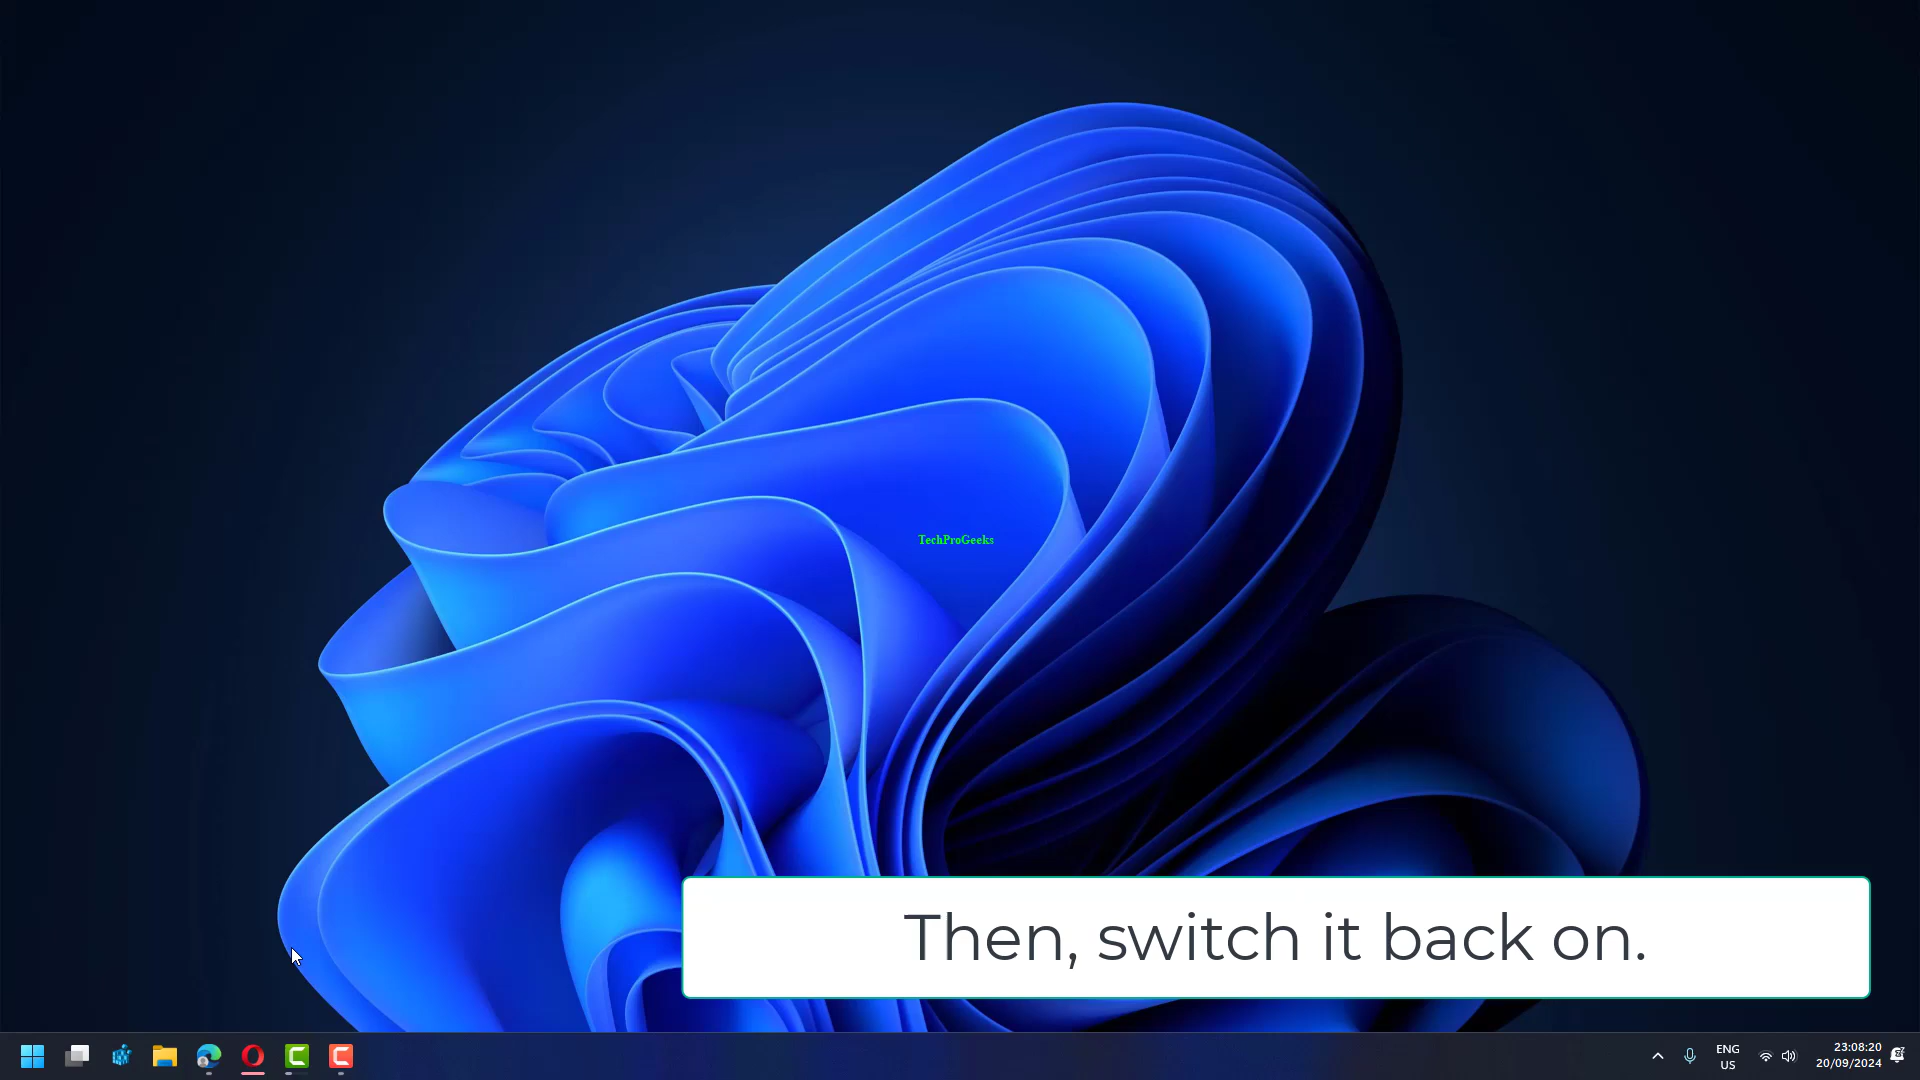 TechProGeeks
Then, switch it back on.
ENG
US
23:08:20
20/09/2024